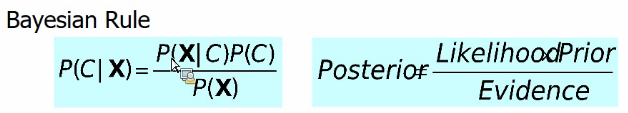 Bayesian Rule
P(C| X) = P(X| C)P(C) / P(X)
Posterior = Likelihood x Prior / Evidence